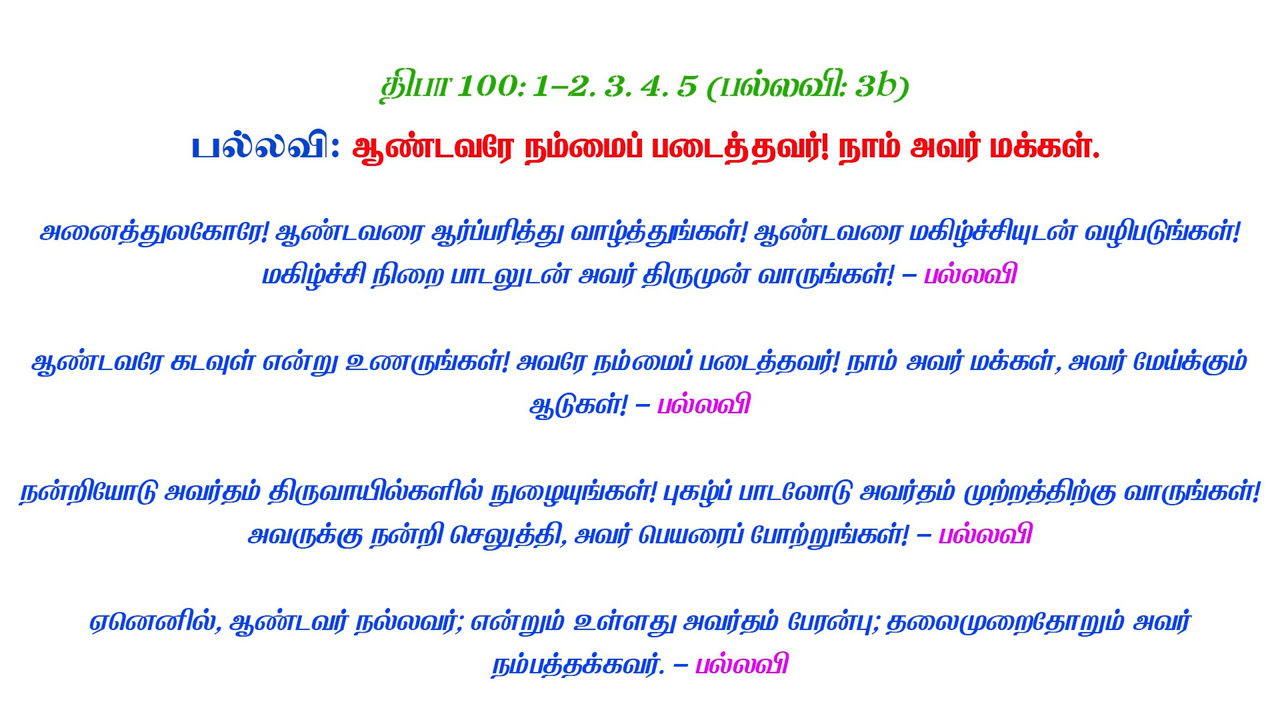 திபா 100: 1-2. 3. 4. 5 (பல்லவி: 3b)
பல்லவி: ஆண்டவரே நம்மைப் படைத்தவர்! நாம் அவர் மக்கள்.
அனைத்துலகோரே! ஆண்டவரை ஆர்ப்பரித்து வாழ்த்துங்கள்! ஆண்டவரை மகிழ்ச்சியுடன் வழிபடுங்கள்!
மகிழ்ச்சி நிறை பாடலுடன் அவர் திருமுன் வாருங்கள்! – பல்லவி
ஆண்டவரே கடவுள் என்று உணருங்கள்! அவரே நம்மைப் படைத்தவர்! நாம் அவர் மக்கள், அவர் மேய்க்கும்
ஆடுகள்! – பல்லவி
நன்றியோடு அவர்தம் திருவாயில்களில் நுழையுங்கள்! புகழ்ப் பாடலோடு அவர்தம் முற்றத்திற்கு வாருங்கள்!
அவருக்கு நன்றி செலுத்தி, அவர் பெயரைப் போற்றுங்கள்! – பல்லவி
ஏனெனில், ஆண்டவர் நல்லவர்; என்றும் உள்ளது அவர்தம் பேரன்பு; தலைமுறைதோறும் அவர்
நம்பத்தக்கவர். – பல்லவி